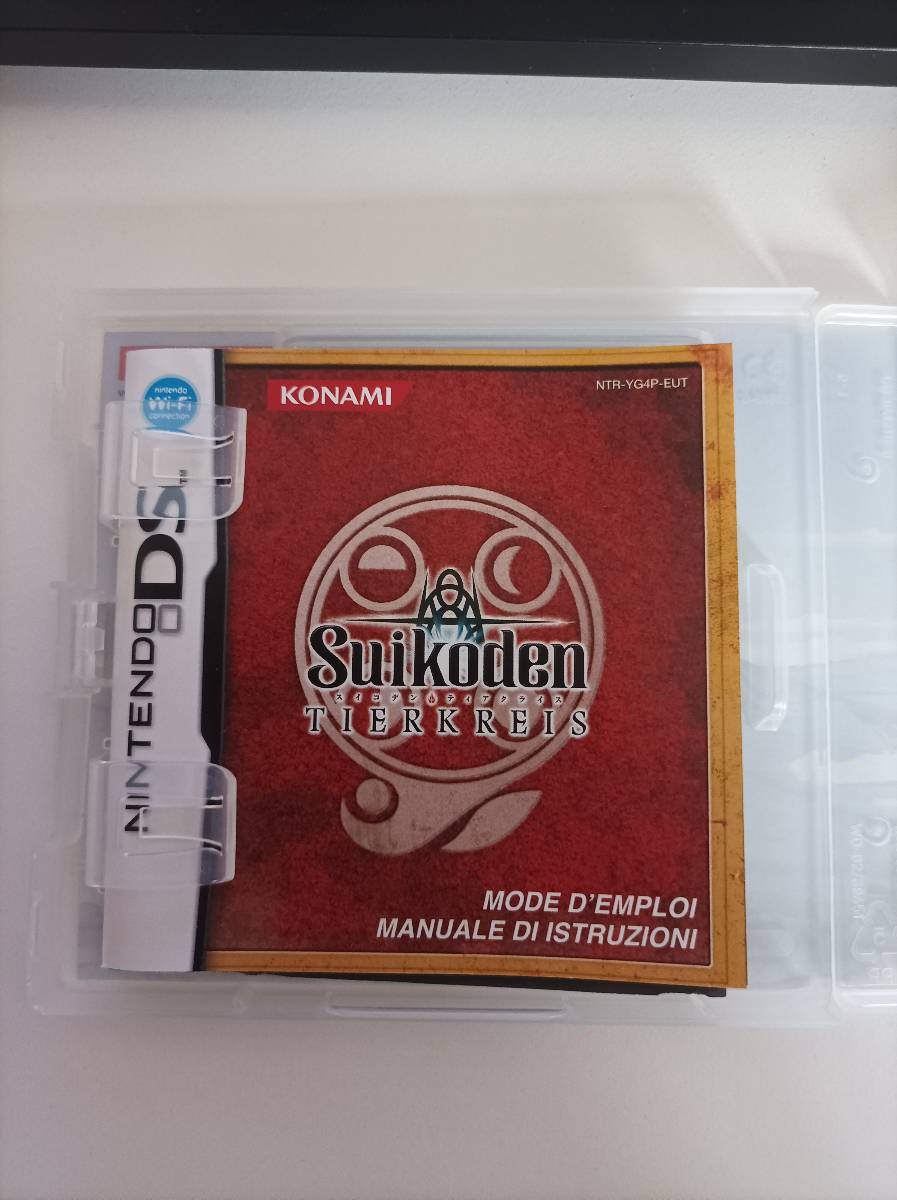 nintendo
Wi-Fi
connection
NINTENDO DS™
KONAMI
NTR-YG4P-EUT
Suikoden
スイコデン ティアクライス
TIERKREIS
MODE D'EMPLOI
MANUALE DI ISTRUZIONI